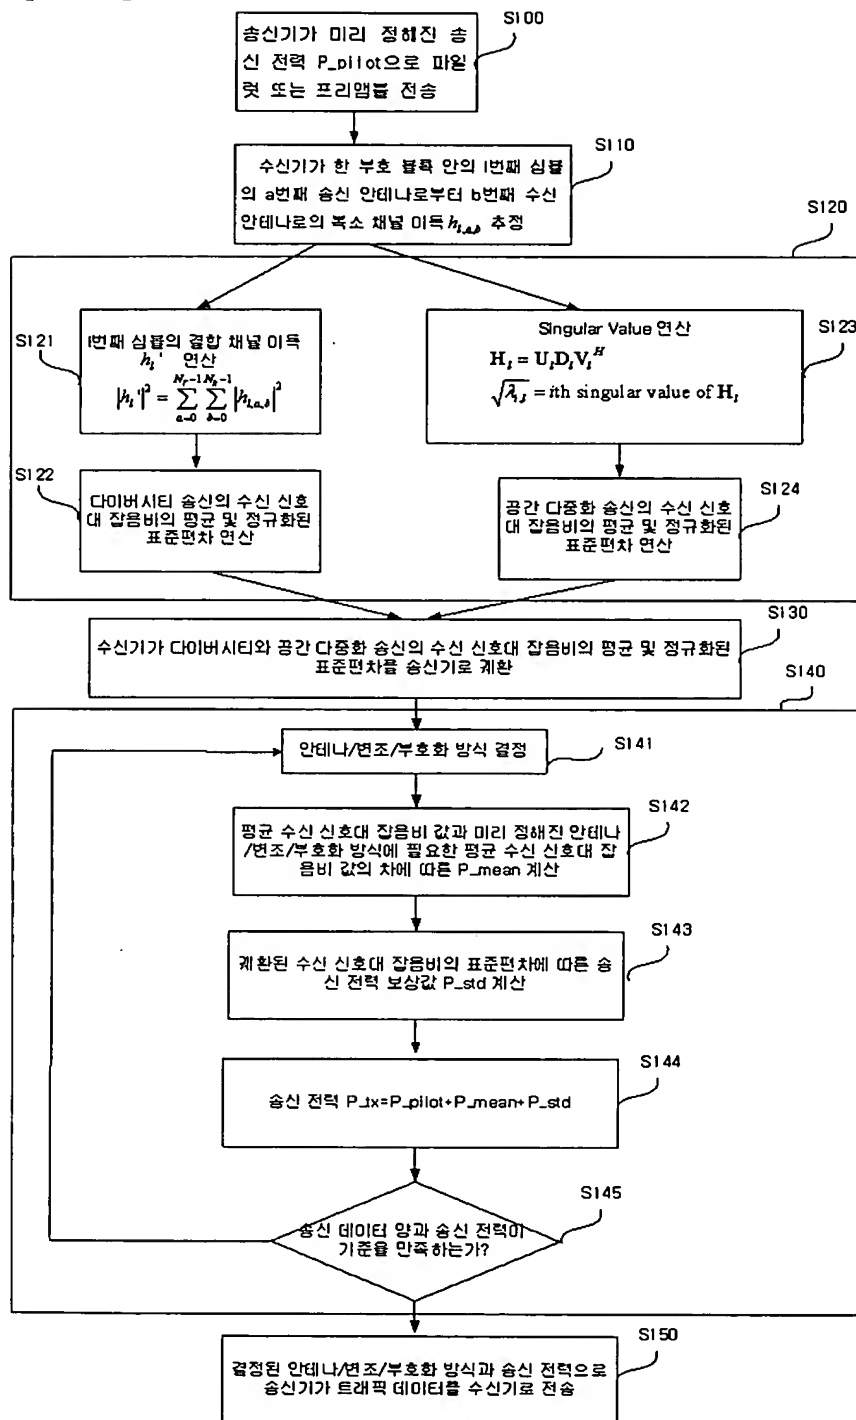 S100
송신기가 미리 정해진 송
신 전력 P_pilot으로 파일
럿 또는 프리앰블 전송
S110
수신기가 한 부호 블록 안의 l번째 심볼
의 a번째 송신 안테나로부터 b번째 수신
안테나로의 복소 채널 이득 h_{l,a,b} 추정
S120
S121
l번째 심볼의 결합 채널 이득
h_l' 연산
|h_l'|^2 = \sum_{a=0}^{N_T-1} \sum_{b=0}^{N_R-1} |h_{l,a,b}|^2
S123
Singular Value 연산
H_l = U_l D_l V_l^H
\sqrt{λ_{i,l}} = ith singular value of H_l
S122
다이버시티 송신의 수신 신호
대 잡음비의 평균 및 정규화된
표준편차 연산
S124
공간 다중화 송신의 수신 신호
대 잡음비의 평균 및 정규화된
표준편차 연산
S130
수신기가 다이버시티와 공간 다중화 송신의 수신 신호대 잡음비의 평균 및 정규화된
표준편차를 송신기로 궤환
S140
S141
안테나/변조/부호화 방식 결정
S142
평균 수신 신호대 잡음비 값과 미리 정해진 안테나
/변조/부호화 방식에 필요한 평균 수신 신호대 잡
음비 값의 차에 따른 P_mean 계산
S143
궤환된 수신 신호대 잡음비의 표준편차에 따른 송
신 전력 보상값 P_std 계산
S144
송신 전력 P_tx=P_pilot+P_mean+P_std
S145
송신 데이터 양과 송신 전력이
기준을 만족하는가?
S150
결정된 안테나/변조/부호화 방식과 송신 전력으로
송신기가 트래픽 데이터를 수신기로 전송